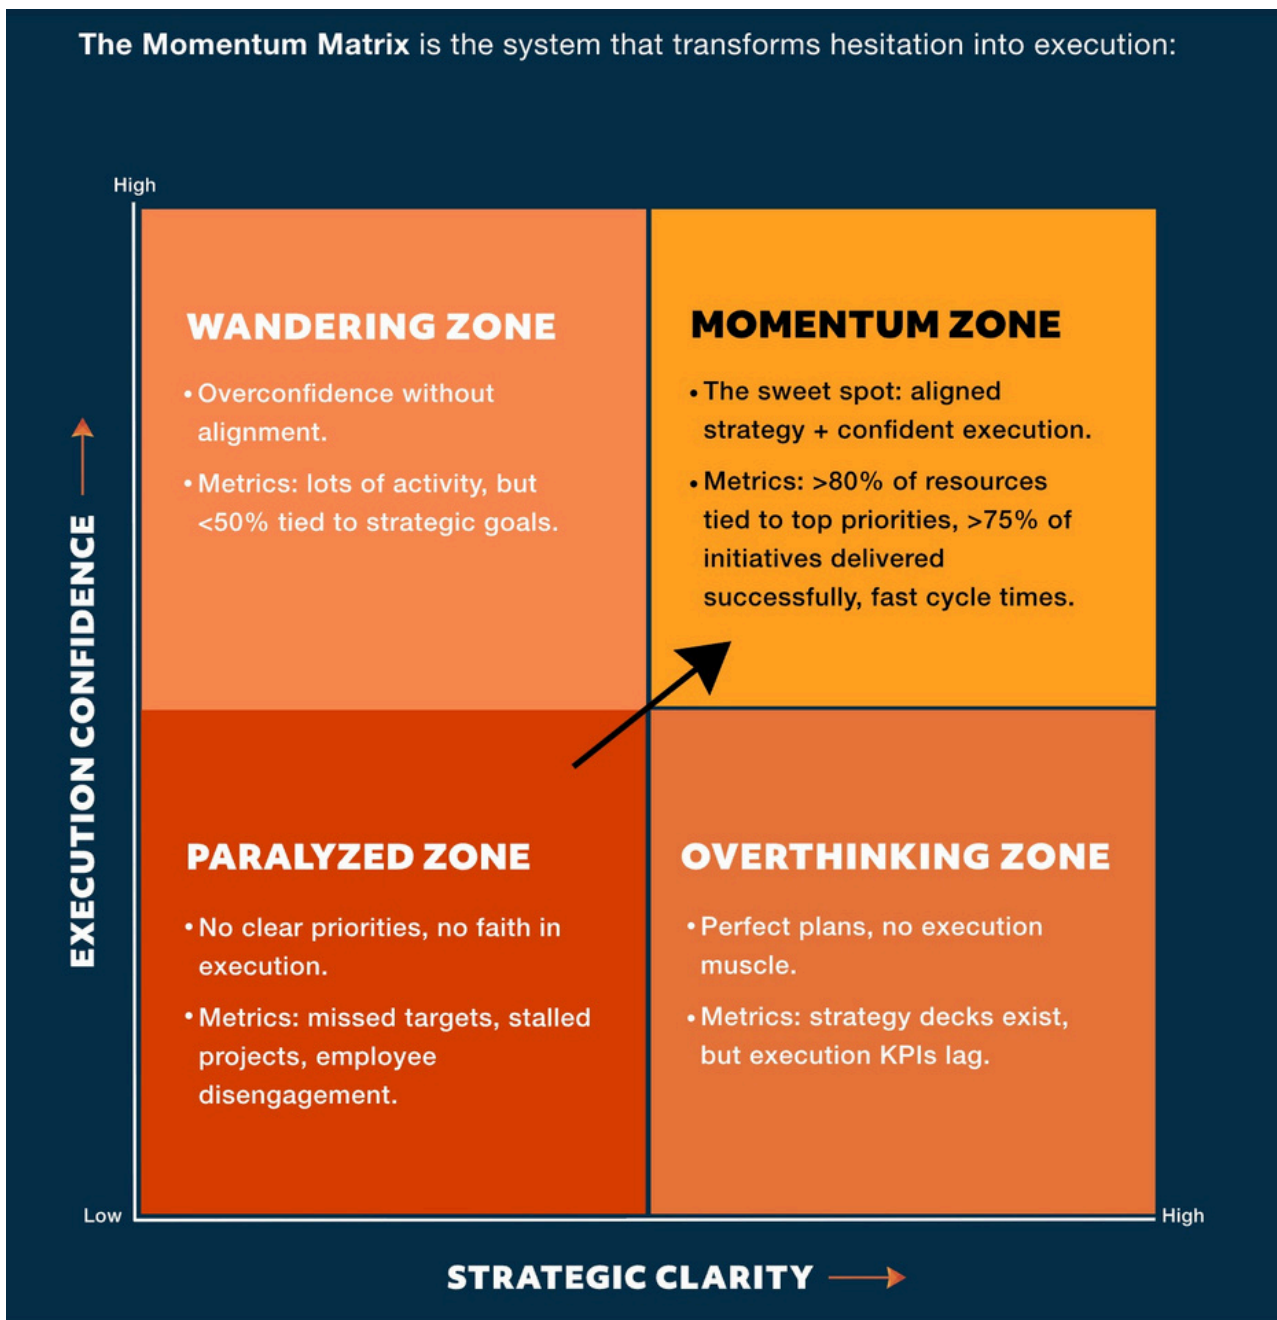 The Momentum Matrix is the system that transforms hesitation into execution:
High
WANDERING ZONE
• Overconfidence without
alignment.
• Metrics: lots of activity, but
<50% tied to strategic goals.
MOMENTUM ZONE
• The sweet spot: aligned
strategy + confident execution.
• Metrics: >80% of resources
tied to top priorities, >75% of
initiatives delivered
successfully, fast cycle times.
EXECUTION CONFIDENCE
PARALYZED ZONE
• No clear priorities, no faith in
execution.
• Metrics: missed targets, stalled
projects, employee
disengagement.
OVERTHINKING ZONE
• Perfect plans, no execution
muscle.
• Metrics: strategy decks exist,
but execution KPIs lag.
Low
High
STRATEGIC CLARITY